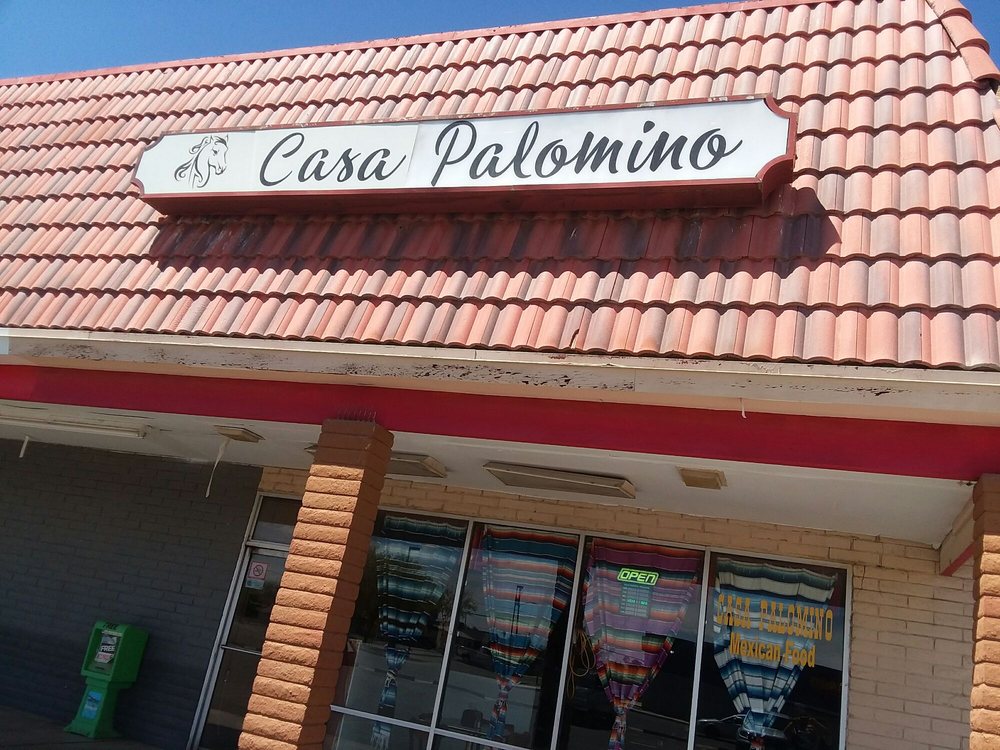 Casa Palomino
OPEN
CASA PALOMINO
Mexican Food
FREE